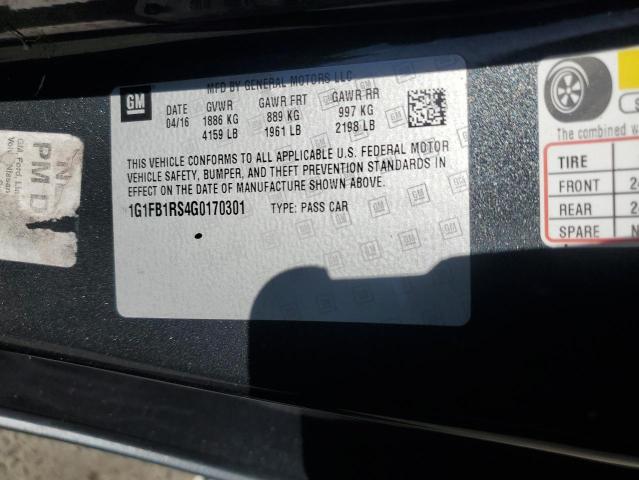 GM
MFD BY GENERAL MOTORS LLC
DATE GVWR GAWR FRT GAWR RR
04/16 1886 KG 889 KG 997 KG
4159 LB 1961 LB 2198 LB
THIS VEHICLE CONFORMS TO ALL APPLICABLE U.S. FEDERAL MOTOR
VEHICLE SAFETY, BUMPER, AND THEFT PREVENTION STANDARDS IN
EFFECT ON THE DATE OF MANUFACTURE SHOWN ABOVE.
1G1FB1RS4G0170301 TYPE: PASS CAR
The combined
TIRE
FRONT
REAR
SPARE
PMD
GM, Ford,
Nissan